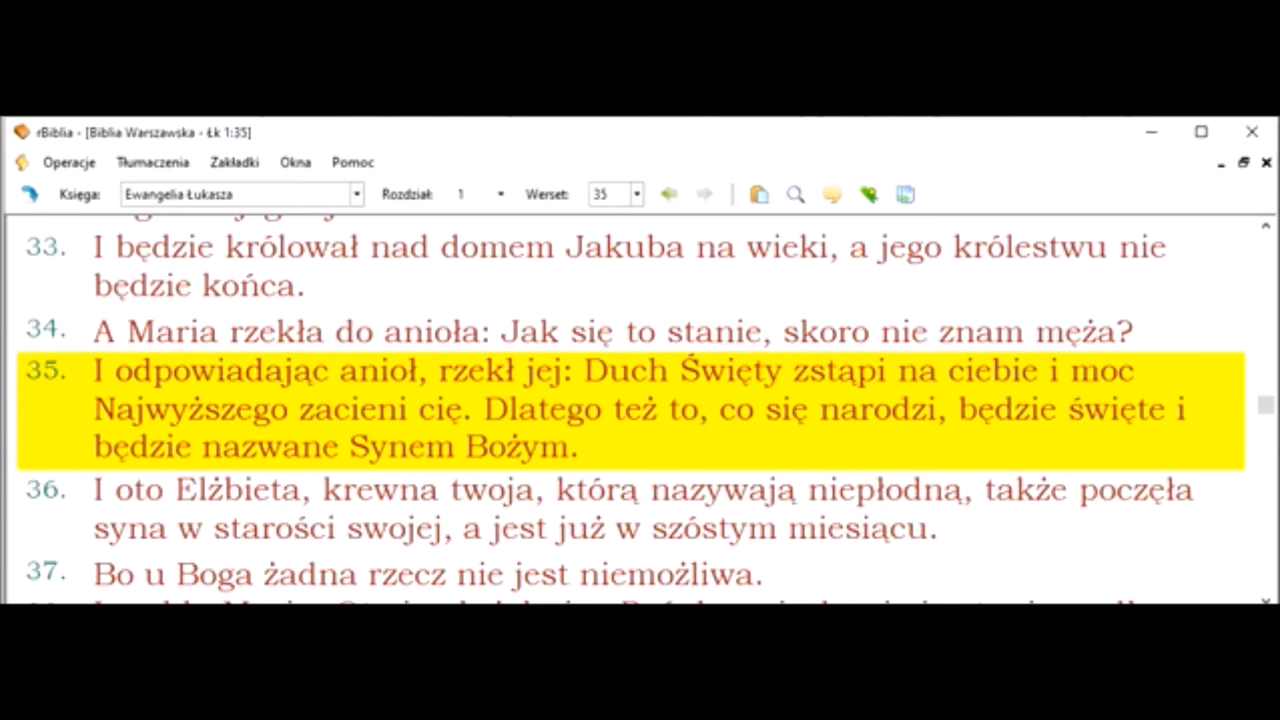 rBiblia - [Biblia Warszawska - Łk 1:35]
Operacje Tłumaczenia Zakładki Okna Pomoc
Księga: Ewangelia Łukasza Rozdział: 1 Werset: 35
33. I będzie królował nad domem Jakuba na wieki, a jego królestwu nie
będzie końca.
34. A Maria rzekła do anioła: Jak się to stanie, skoro nie znam męża?
35. I odpowiadając anioł, rzekł jej: Duch Święty zstąpi na ciebie i moc
Najwyższego zacieni cię. Dlatego też to, co się narodzi, będzie święte i
będzie nazwane Synem Bożym.
36. I oto Elżbieta, krewna twoja, którą nazywają niepłodną, także poczęła
syna w starości swojej, a jest już w szóstym miesiącu.
37. Bo u Boga żadna rzecz nie jest niemożliwa.